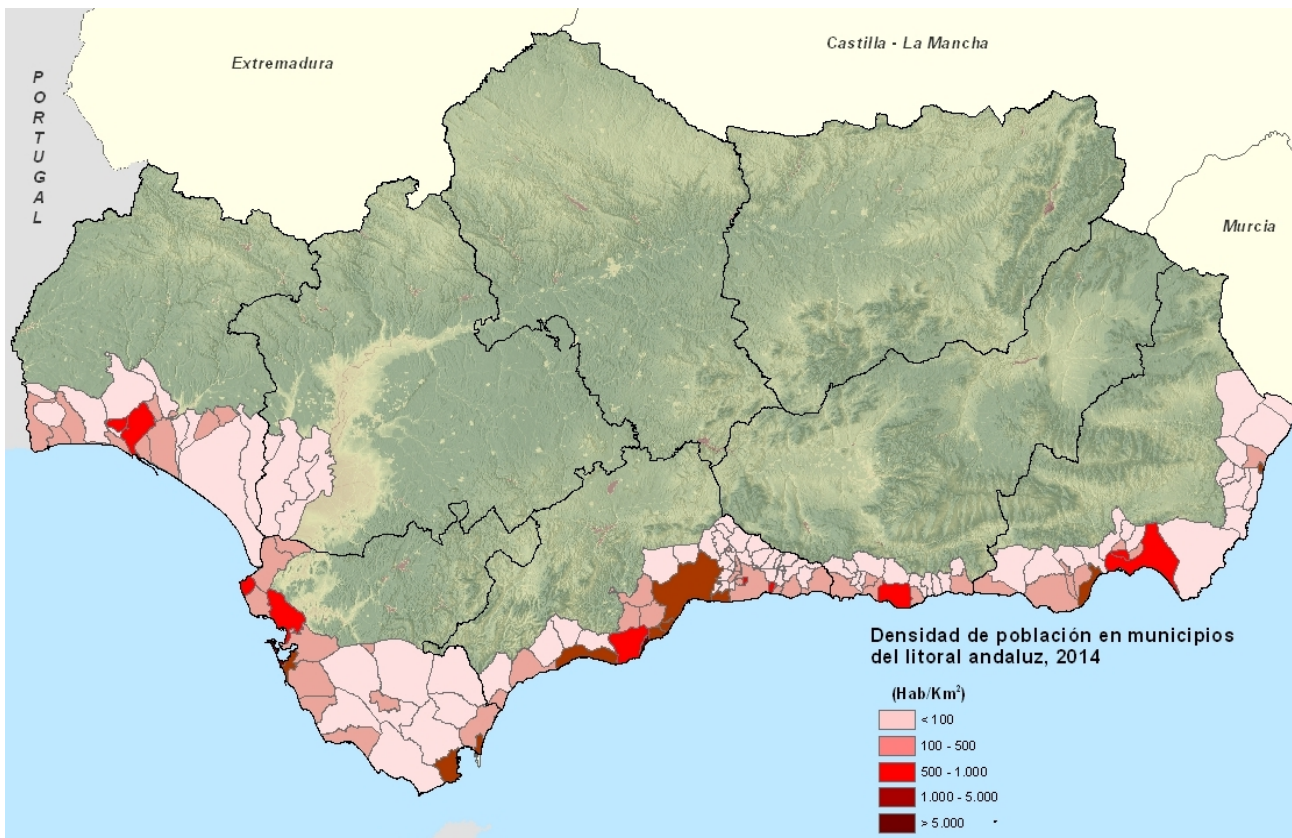 Extremadura
Castilla - La Mancha
PORTUGAL
Murcia
Densidad de población en municipios
del litoral andaluz, 2014
(Hab/Km²)
< 100
100 - 500
500 - 1.000
1.000 - 5.000
> 5.000